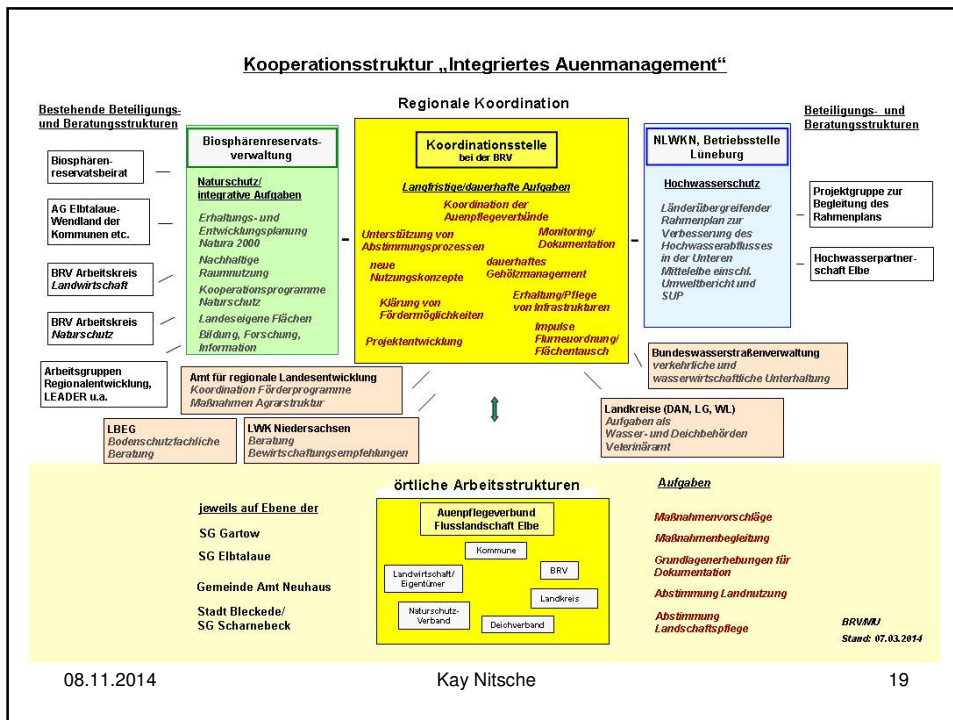 Kooperationsstruktur „Integriertes Auenmanagement“
Regionale Koordination
Bestehende Beteiligungs-
und Beratungsstrukturen
Biosphären-
reservatsbeirat
AG Elbtalaue-
Wendland der
Kommunen etc.
BRV Arbeitskreis
Landwirtschaft
BRV Arbeitskreis
Naturschutz
Arbeitsgruppen
Regionalentwicklung,
LEADER u.a.
Biosphärenreservats-
verwaltung
Naturschutz/
integrative Aufgaben
Erhaltungs- und
Entwicklungsplanung
Natura 2000
Nachhaltige
Raumnutzung
Kooperationsprogramme
Naturschutz
Landeseigene Flächen
Bildung, Forschung,
Information
-
Koordinationsstelle
bei der BRV
Langfristige/dauerhafte Aufgaben
Koordination der
Auenpflegeverbünde
Unterstützung von
Abstimmungsprozessen
Monitoring/
Dokumentation
neue
Nutzungskonzepte
dauerhaftes
Gehölzmanagement
Klärung von
Fördermöglichkeiten
Erhaltung/Pflege
von Infrastrukturen
Projektentwicklung
Impulse
Flurneuordnung/
Flächentausch
-
NLWKN, Betriebsstelle
Lüneburg
Hochwasserschutz
Länderübergreifender
Rahmenplan zur
Verbesserung des
Hochwasserabflusses
in der Unteren
Mittelelbe einschl.
Umweltbericht und
SUP
Beteiligungs- und
Beratungsstrukturen
Projektgruppe zur
Begleitung des
Rahmenplans
Hochwasserpartner-
schaft Elbe
Amt für regionale Landesentwicklung
Koordination Förderprogramme
Maßnahmen Agrarstruktur
LBEG
Bodenschutzfachliche
Beratung
LWK Niedersachsen
Beratung
Bewirtschaftungsempfehlungen
Bundeswasserstraßenverwaltung
verkehrliche und
wasserwirtschaftliche Unterhaltung
Landkreise (DAN, LG, WL)
Aufgaben als
Wasser- und Deichbehörden
Veterinäramt
örtliche Arbeitsstrukturen
jeweils auf Ebene der
SG Gartow
SG Elbtalaue
Gemeinde Amt Neuhaus
Stadt Bleckede/
SG Scharnebeck
Auenpflegeverbund
Flusslandschaft Elbe
Kommune
Landwirtschaft/
Eigentümer
BRV
Landkreis
Naturschutz-
Verband
Deichverband
Aufgaben
Maßnahmenvorschläge
Maßnahmenbegleitung
Grundlagenerhebungen für
Dokumentation
Abstimmung Landnutzung
Abstimmung
Landschaftspflege
BRV/MU
Stand: 07.03.2014
08.11.2014
Kay Nitsche
19